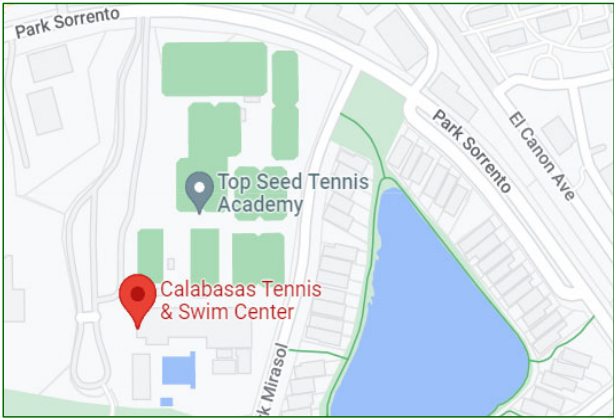 Park Sorrento
El Canon Ave
Park Sorrento
Top Seed Tennis
Academy
Calabasas Tennis
& Swim Center
Mirasol